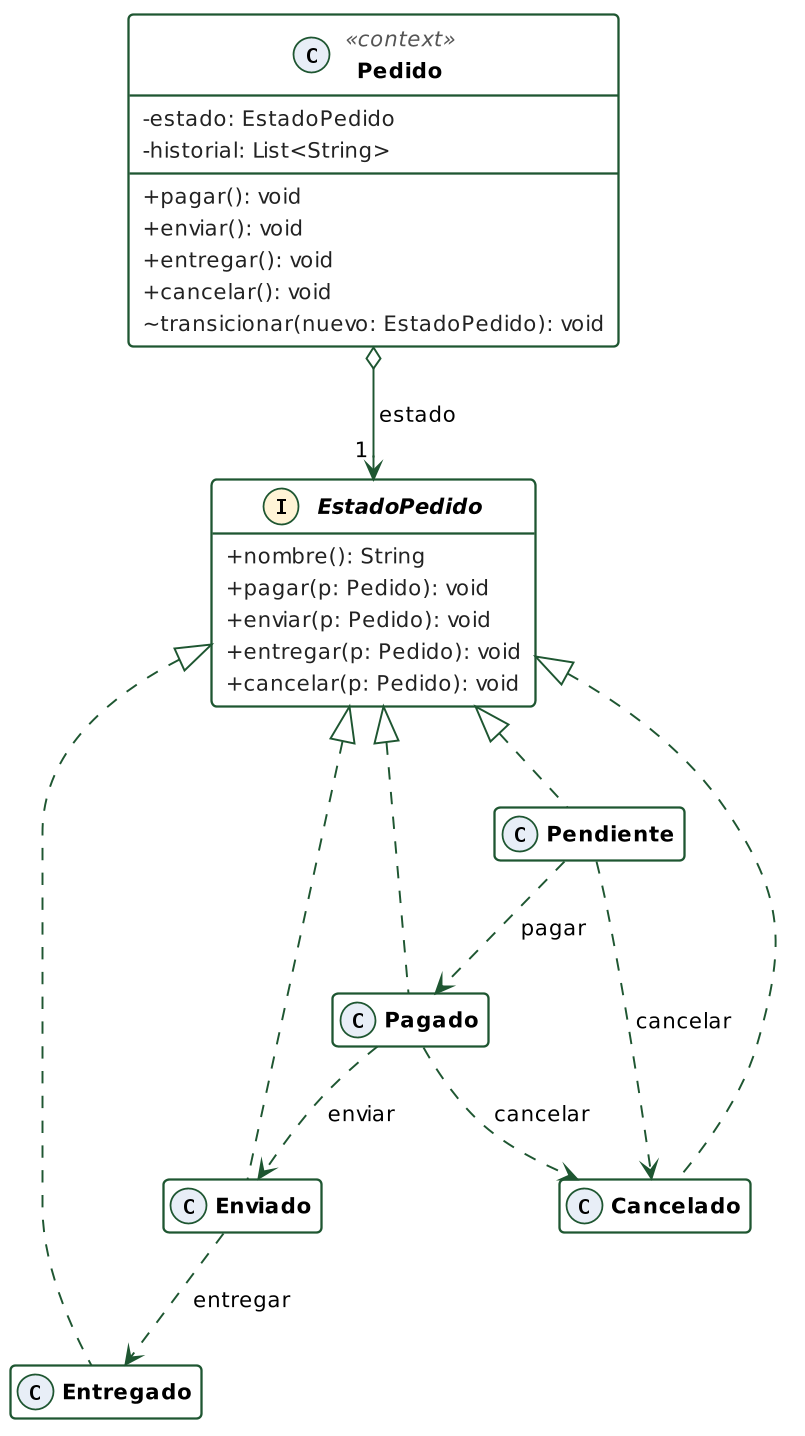 «context»
C
Pedido
-estado: EstadoPedido
-historial: List<String>
+pagar(): void
+enviar(): void
+entregar(): void
+cancelar(): void
~transicionar(nuevo: EstadoPedido): void
estado
1
I EstadoPedido
+nombre(): String
+pagar(p: Pedido): void
+enviar(p: Pedido): void
+entregar(p: Pedido): void
+cancelar(p: Pedido): void
C Pendiente
pagar
C Pagado
cancelar
enviar
cancelar
C Enviado
C Cancelado
entregar
C Entregado